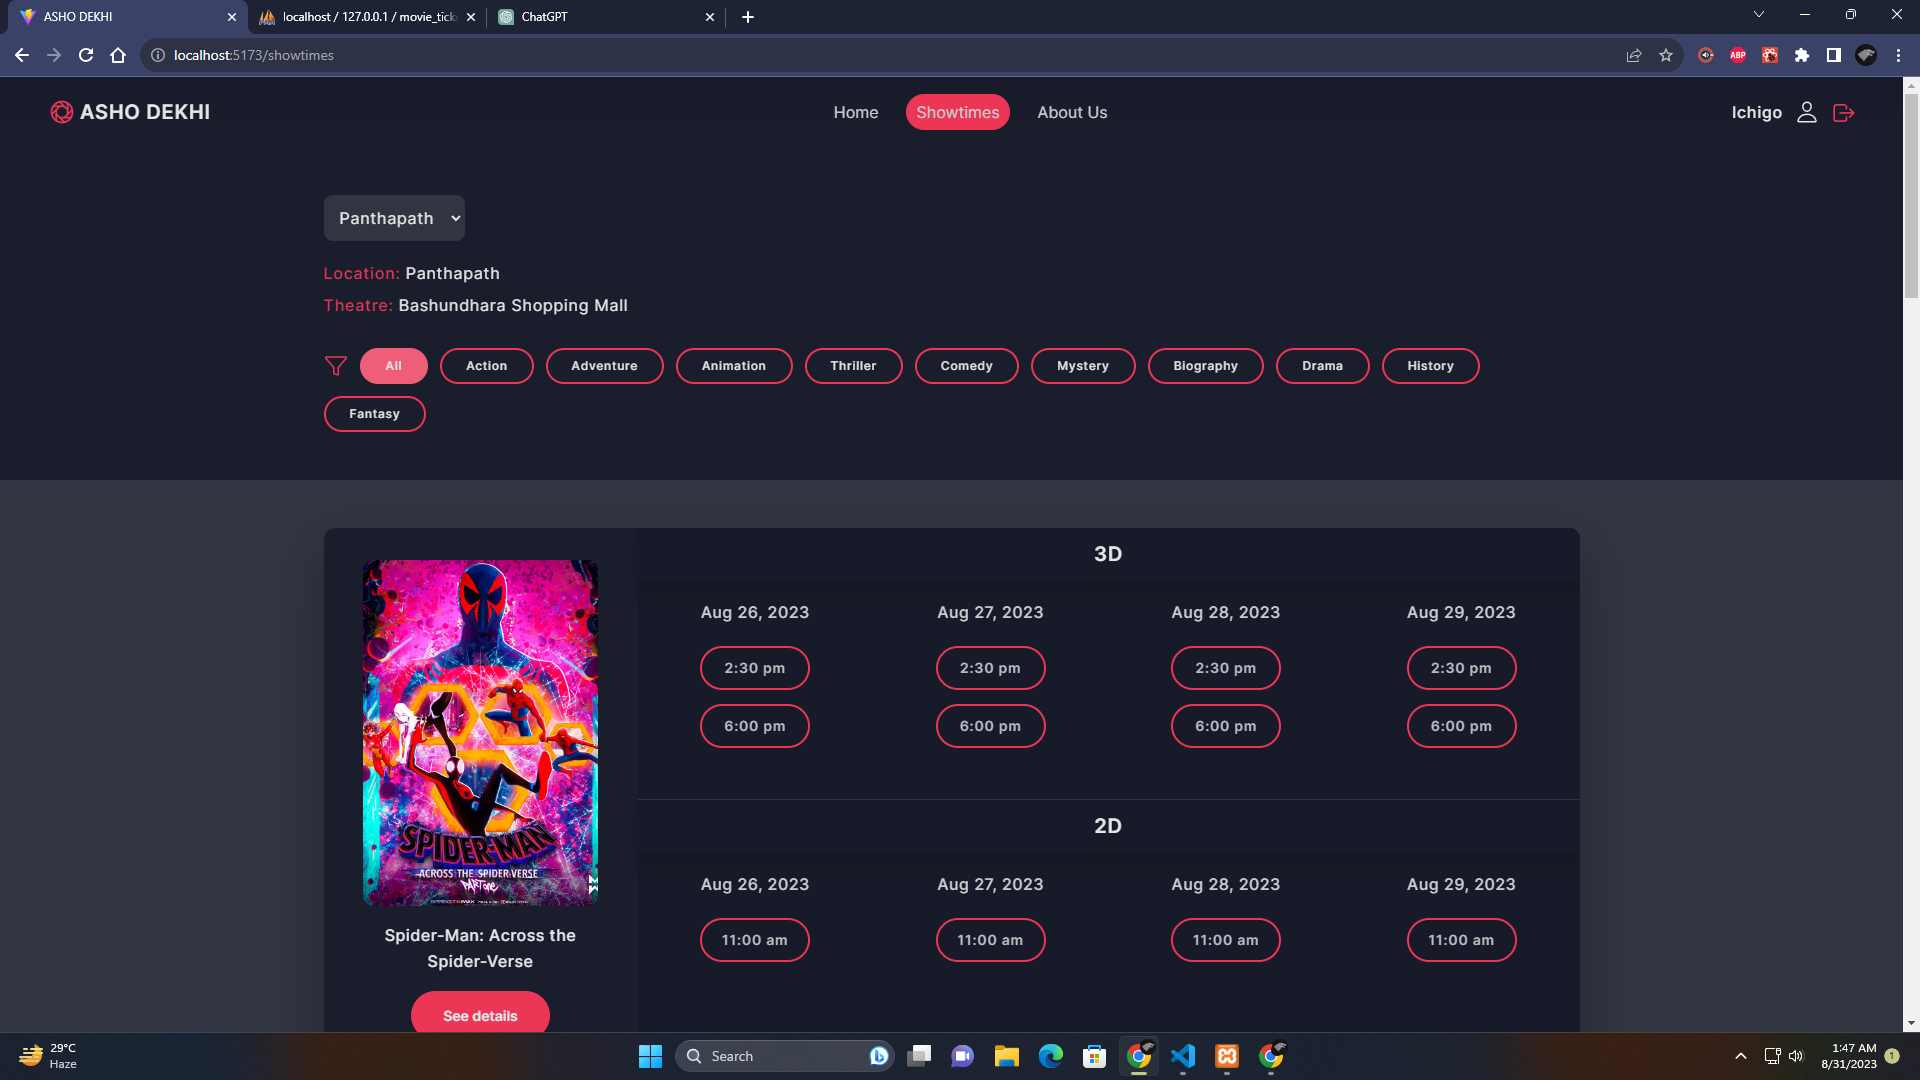 ASHO DEKHI
localhost / 127.0.0.1 / movie_tick
ChatGPT
localhost:5173/showtimes
ABP
ASHO DEKHI
Home
Showtimes
About Us
Ichigo
Panthapath
Location: Panthapath
Theatre: Bashundhara Shopping Mall
All
Action
Adventure
Animation
Thriller
Comedy
Mystery
Biography
Drama
History
Fantasy
3D
Aug 26, 2023
Aug 27, 2023
Aug 28, 2023
Aug 29, 2023
2:30 pm
2:30 pm
2:30 pm
2:30 pm
6:00 pm
6:00 pm
6:00 pm
6:00 pm
SPIDER-MAN
ACROSS THE SPIDER-VERSE
PART One
2D
Aug 26, 2023
Aug 27, 2023
Aug 28, 2023
Aug 29, 2023
11:00 am
11:00 am
11:00 am
11:00 am
Spider-Man: Across the
Spider-Verse
See details
29°C
Haze
Search
1:47 AM
8/31/2023
1